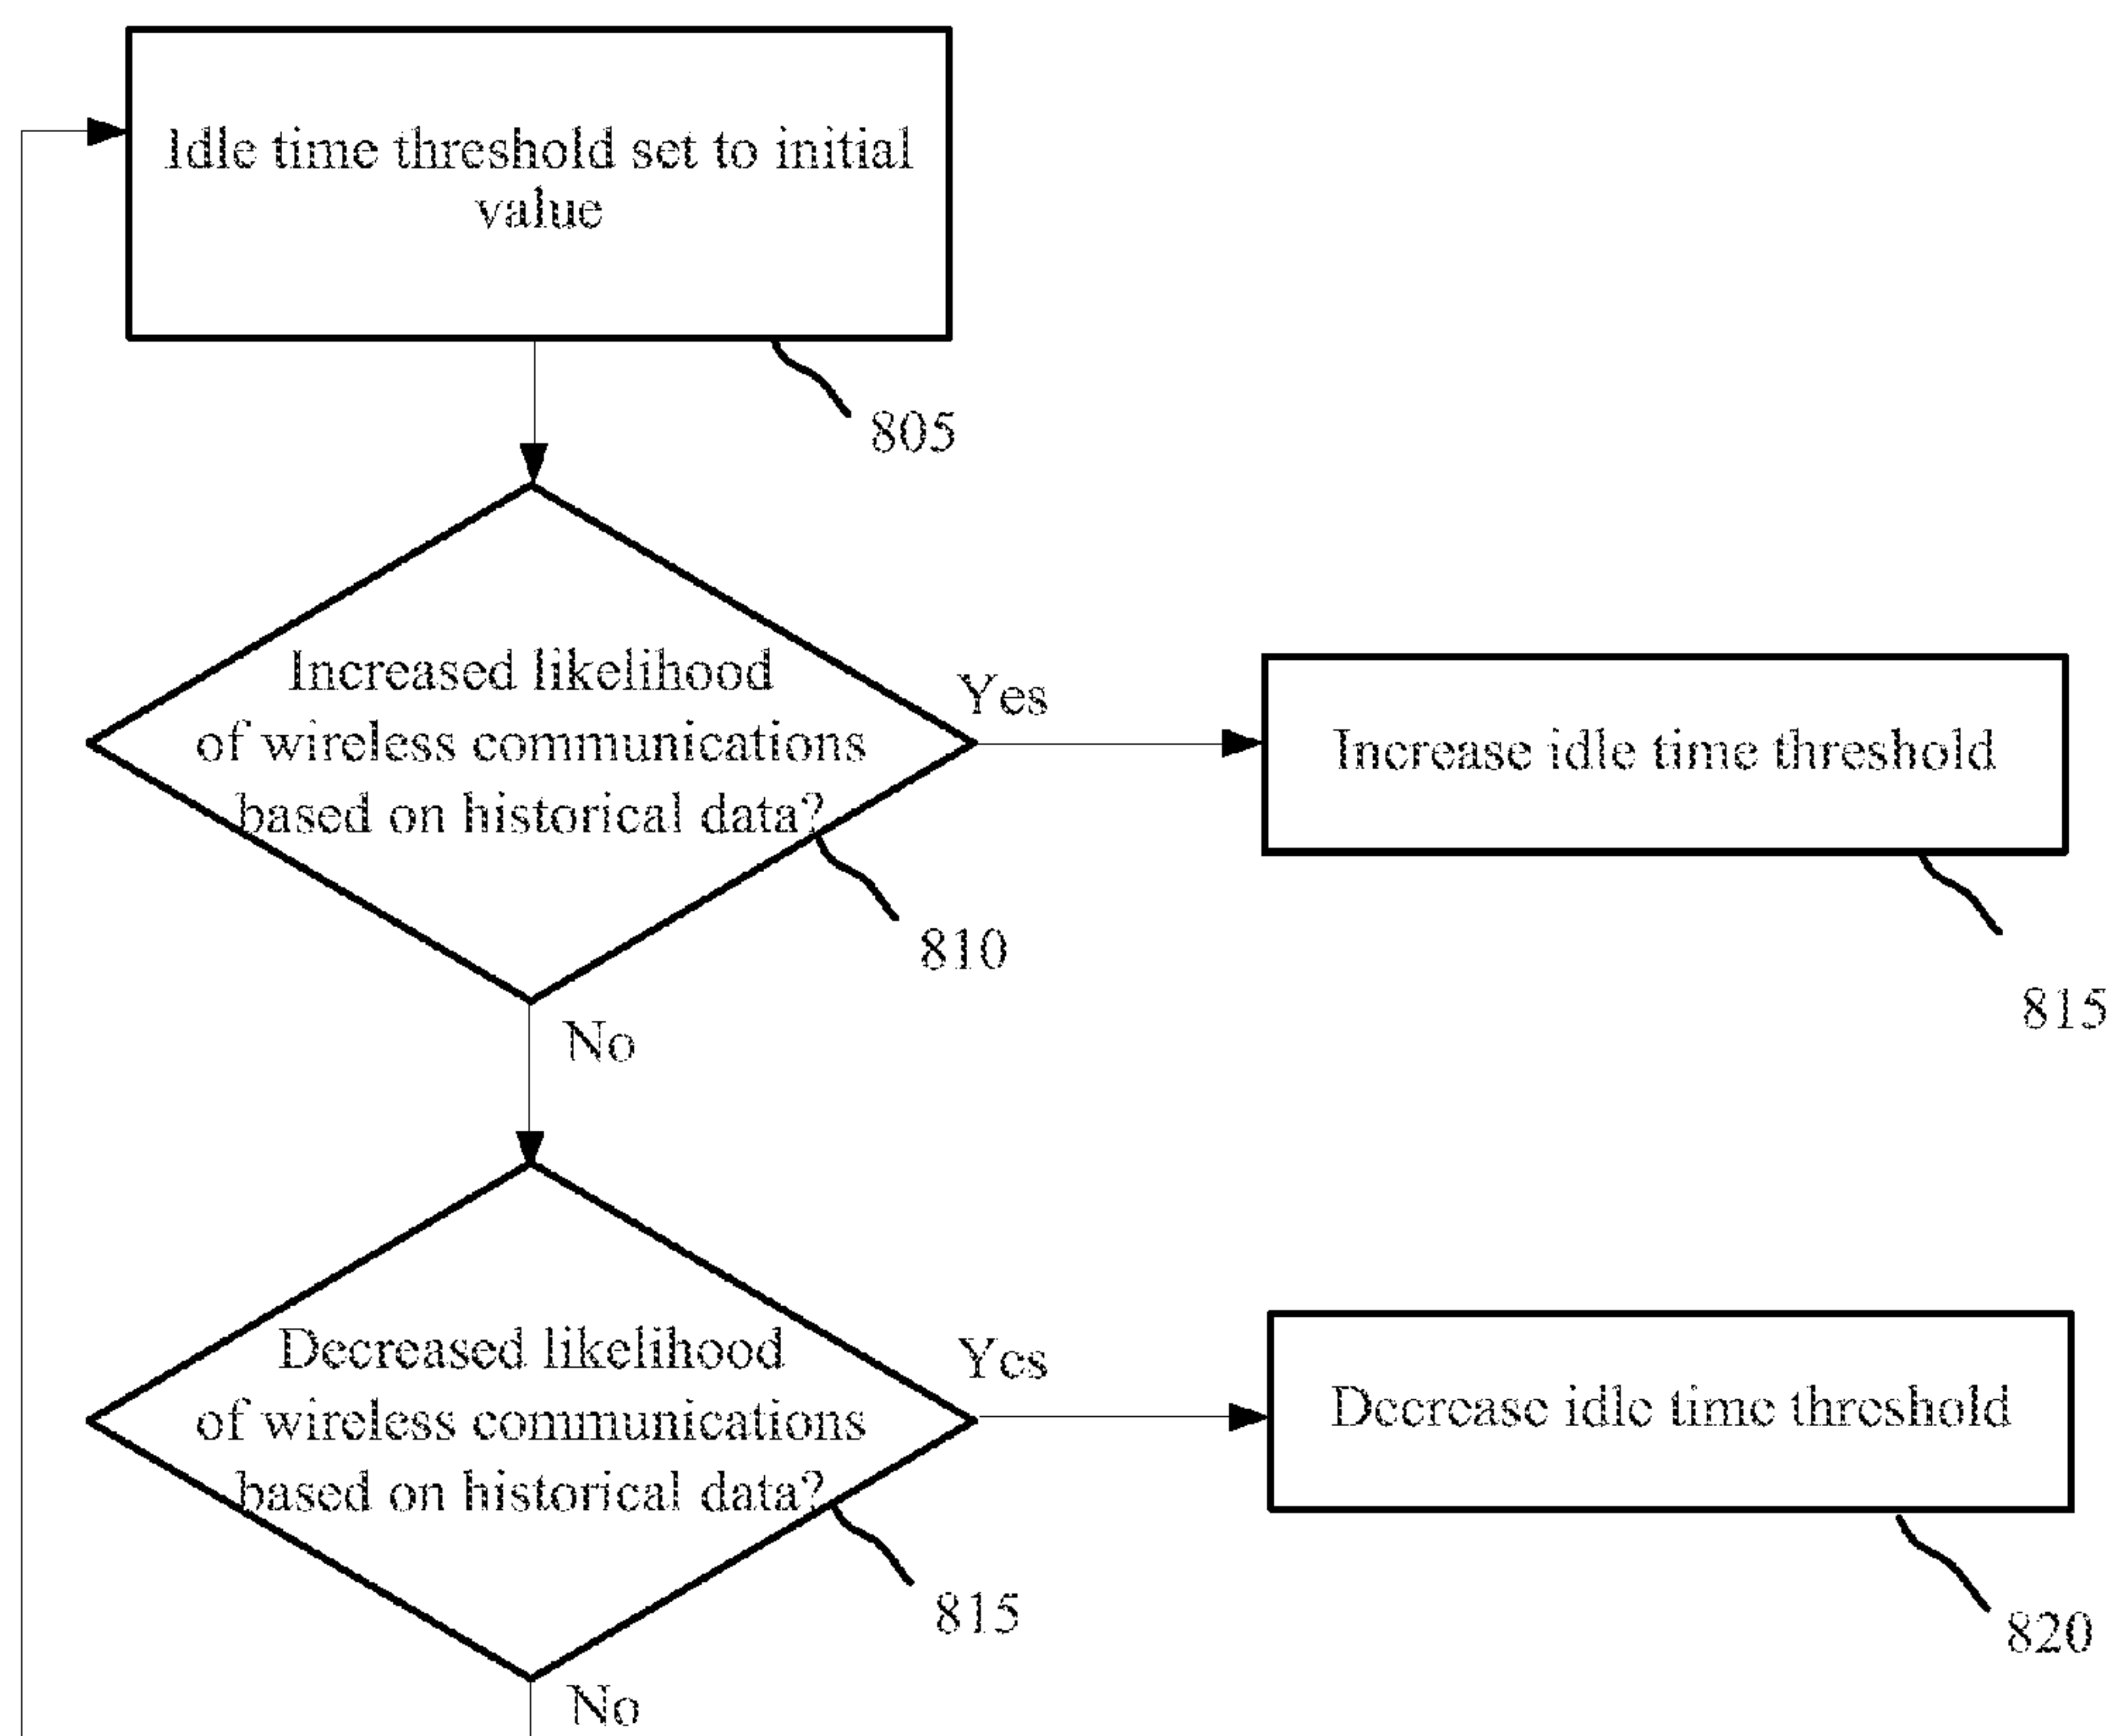 Idle time threshold set to initial
value
805
Increased likelihood
of wireless communications
based on historical data?
Yes
810
Increase idle time threshold
815
No
Decreased likelihood
of wireless communications
based on historical data?
Yes
815
Decrease idle time threshold
820
No